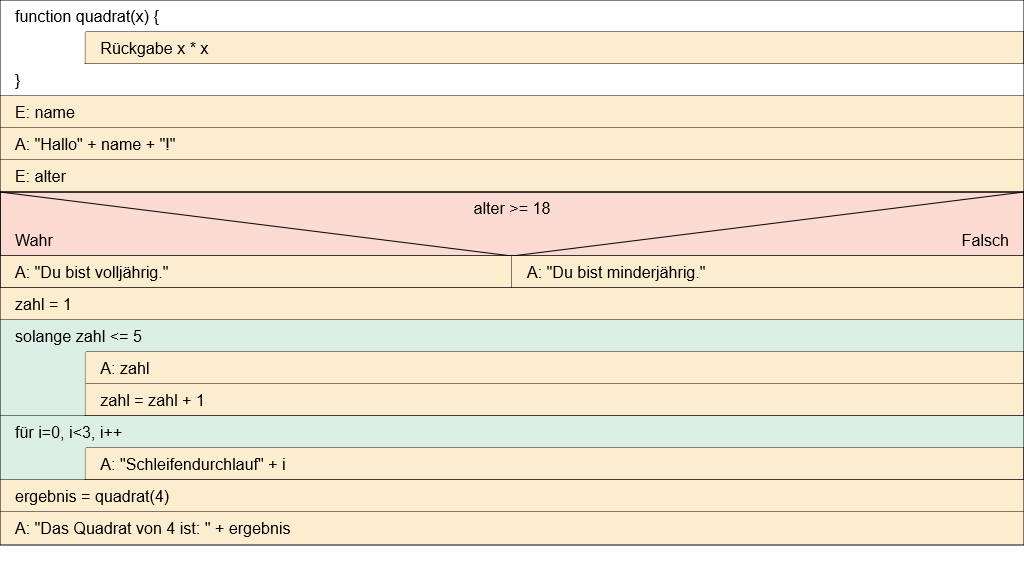 function quadrat(x) {
Rückgabe x * x
}
E: name
A: "Hallo" + name + "!"
E: alter
alter >= 18
Wahr
Falsch
A: "Du bist volljährig."
A: "Du bist minderjährig."
zahl = 1
solange zahl <= 5
A: zahl
zahl = zahl + 1
für i=0, i<3, i++
A: "Schleifendurchlauf" + i
ergebnis = quadrat(4)
A: "Das Quadrat von 4 ist: " + ergebnis